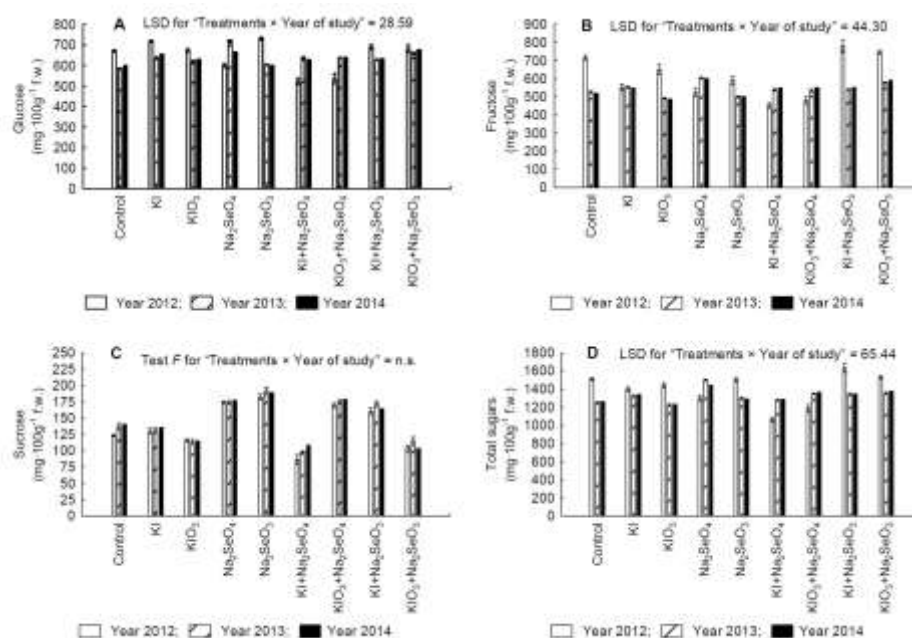 A LSD for "Treatments × Year of study" = 28.59
Glucose
(mg 100g⁻¹ f.w.)
800
700
600
500
400
300
200
100
0
Control
KI
KIO₃
Na₂SeO₄
Na₂SeO₃
KI+Na₂SeO₄
KIO₃+Na₂SeO₄
KI+Na₂SeO₃
KIO₃+Na₂SeO₃
Year 2012; Year 2013; Year 2014
B LSD for "Treatments × Year of study" = 44.30
Fructose
(mg 100g⁻¹ f.w.)
900
800
700
600
500
400
300
200
100
0
Control
KI
KIO₃
Na₂SeO₄
Na₂SeO₃
KI+Na₂SeO₄
KIO₃+Na₂SeO₄
KI+Na₂SeO₃
KIO₃+Na₂SeO₃
Year 2012; Year 2013; Year 2014
C Test F for "Treatments × Year of study" = n.s.
Sucrose
(mg 100g⁻¹ f.w.)
250
225
200
175
150
125
100
75
50
25
0
Control
KI
KIO₃
Na₂SeO₄
Na₂SeO₃
KI+Na₂SeO₄
KIO₃+Na₂SeO₄
KI+Na₂SeO₃
KIO₃+Na₂SeO₃
Year 2012; Year 2013; Year 2014
D LSD for "Treatments × Year of study" = 65.44
Total sugars
(mg 100g⁻¹ f.w.)
1800
1600
1400
1200
1000
800
600
400
200
0
Control
KI
KIO₃
Na₂SeO₄
Na₂SeO₃
KI+Na₂SeO₄
KIO₃+Na₂SeO₄
KI+Na₂SeO₃
KIO₃+Na₂SeO₃
Year 2012; Year 2013; Year 2014